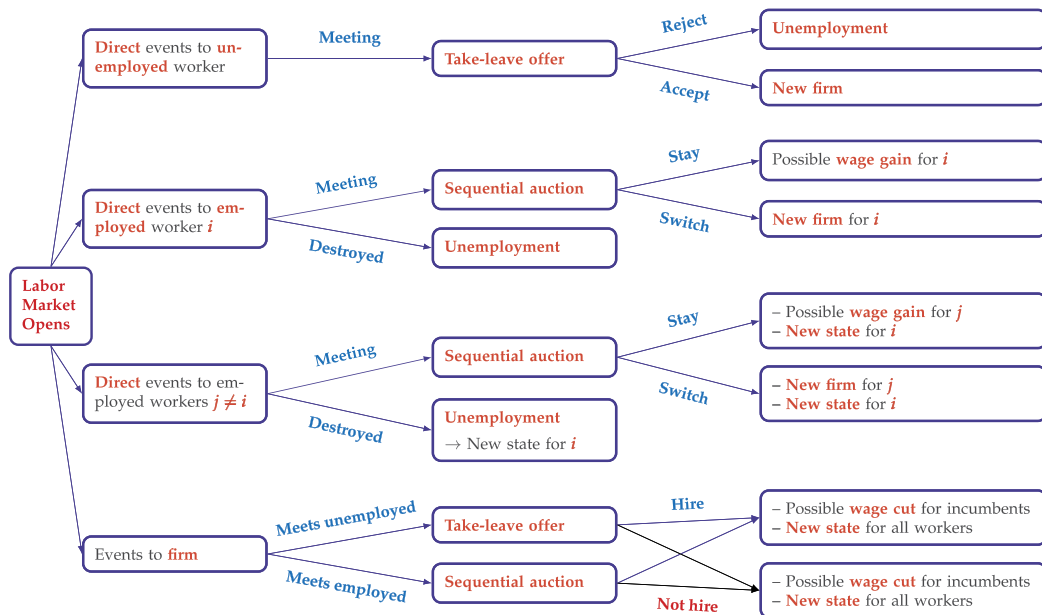 Labor
Market
Opens
Direct events to un-
employed worker
Meeting
Take-leave offer
Reject
Unemployment
Accept
New firm
Direct events to em-
ployed worker i
Meeting
Sequential auction
Stay
Possible wage gain for i
Switch
New firm for i
Destroyed
Unemployment
Direct events to em-
ployed workers j ≠ i
Meeting
Sequential auction
Stay
– Possible wage gain for j
– New state for i
Switch
– New firm for j
– New state for i
Destroyed
Unemployment
→ New state for i
Events to firm
Meets unemployed
Take-leave offer
Hire
– Possible wage cut for incumbents
– New state for all workers
Meets employed
Sequential auction
Not hire
– Possible wage cut for incumbents
– New state for all workers